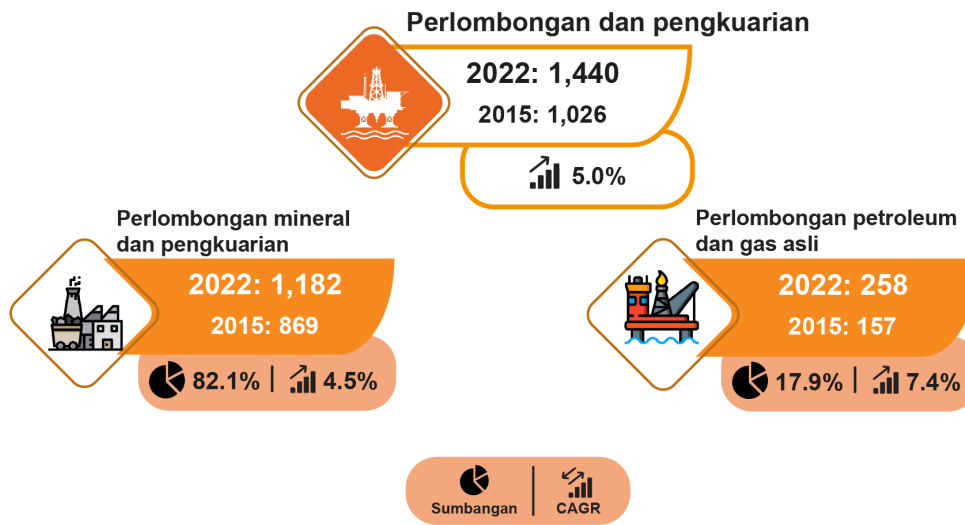 Perlombongan dan pengkuarian
2022: 1,440
2015: 1,026
5.0%
Perlombongan mineral
dan pengkuarian
2022: 1,182
2015: 869
82.1% | 4.5%
Perlombongan petroleum
dan gas asli
2022: 258
2015: 157
17.9% | 7.4%
Sumbangan | CAGR